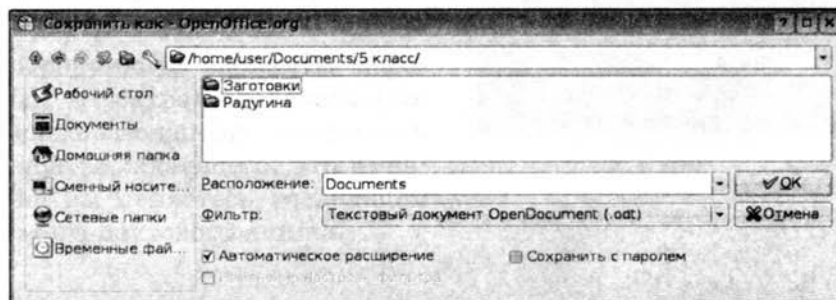 Сохранить как - OpenOffice.org
/home/user/Documents/5 класс/
Рабочий стол
Документы
Домашняя папка
Сменный носите...
Сетевые папки
Временные фай...
Заготовки
Радугина
Расположение: Documents
OK
Фильтр: Текстовый документ OpenDocument (.odt)
Отмена
Автоматическое расширение
Сохранить с паролем